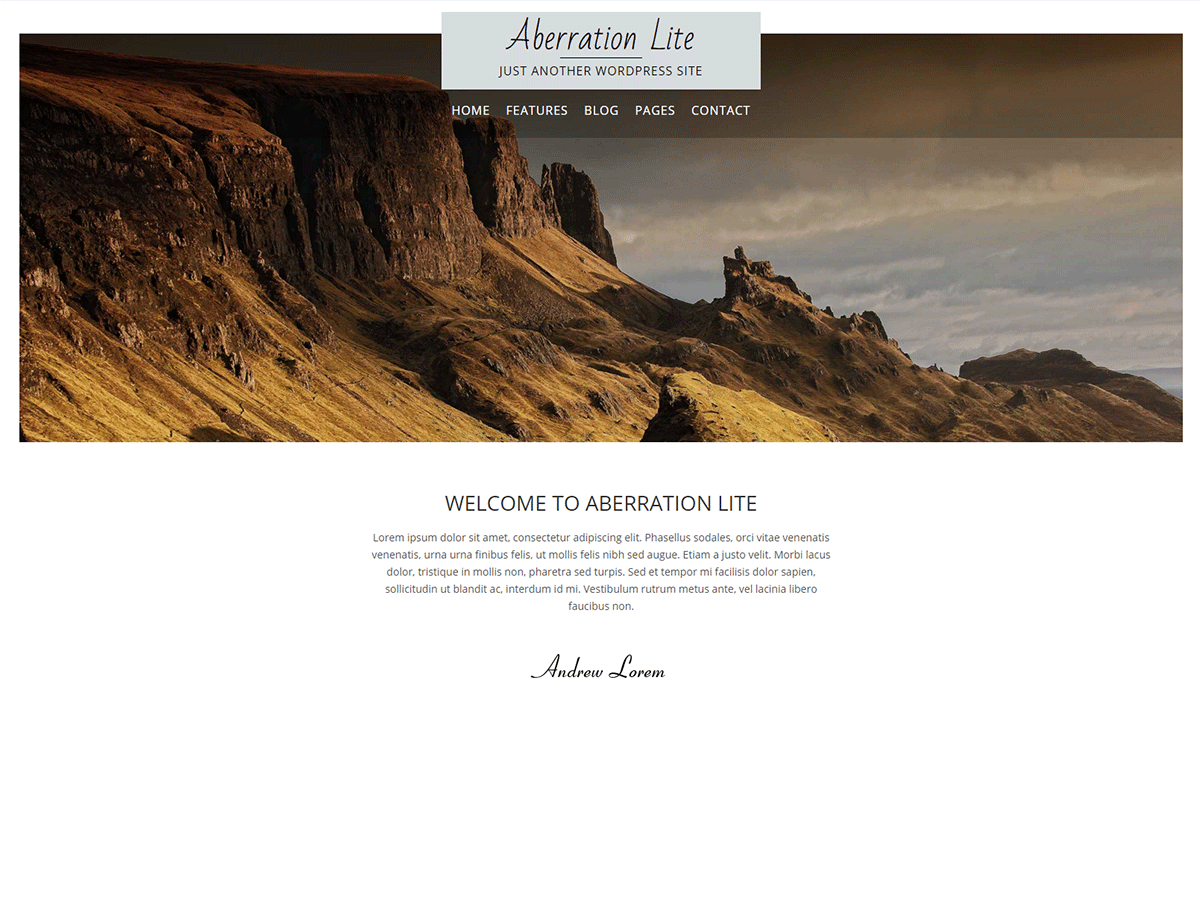 Aberration Lite
JUST ANOTHER WORDPRESS SITE
HOME FEATURES BLOG PAGES CONTACT
WELCOME TO ABERRATION LITE
Lorem ipsum dolor sit amet, consectetur adipiscing elit. Phasellus sodales, orci vitae venenatis
venenatis, urna urna finibus felis, ut mollis felis nibh sed augue. Etiam a justo velit. Morbi lacus
dolor, tristique in mollis non, pharetra sed turpis. Sed et tempor mi facilisis dolor sapien,
sollicitudin ut blandit ac, interdum id mi. Vestibulum rutrum metus ante, vel lacinia libero
faucibus non.
Andrew Lorem